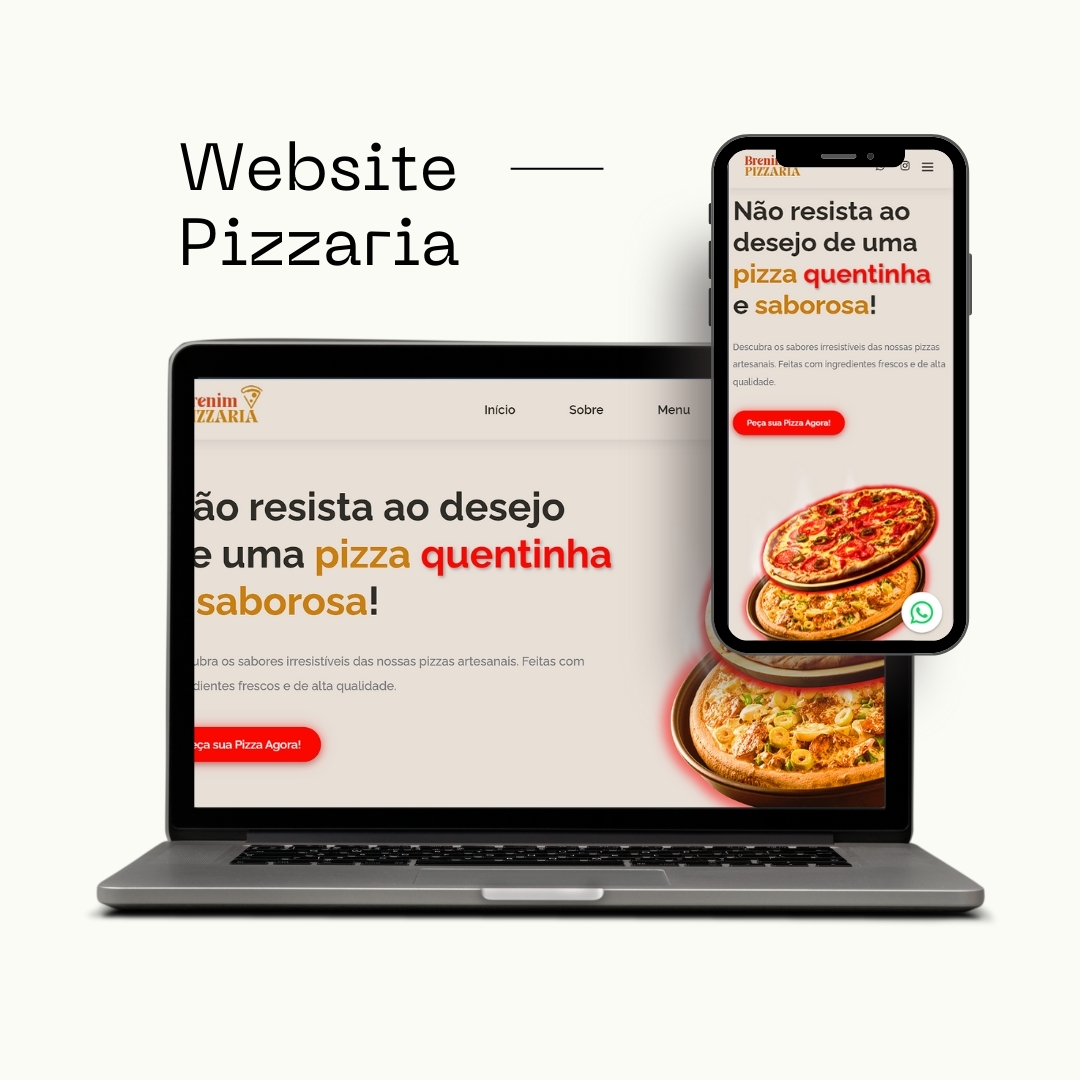 Website
Pizzaria
Breni
PIZZARIA
Não resista ao
desejo de uma
pizza quentinha
e saborosa!
Descubra os sabores irresistíveis das nossas pizzas
artesanais. Feitas com ingredientes frescos e de alta
qualidade.
Peça sua Pizza Agora!
renim
IZZARIA
Início
Sobre
Menu
ão resista ao desejo
e uma pizza quentinha
saborosa!
ubra os sabores irresistíveis das nossas pizzas artesanais. Feitas com
dientes frescos e de alta qualidade.
eça sua Pizza Agora!